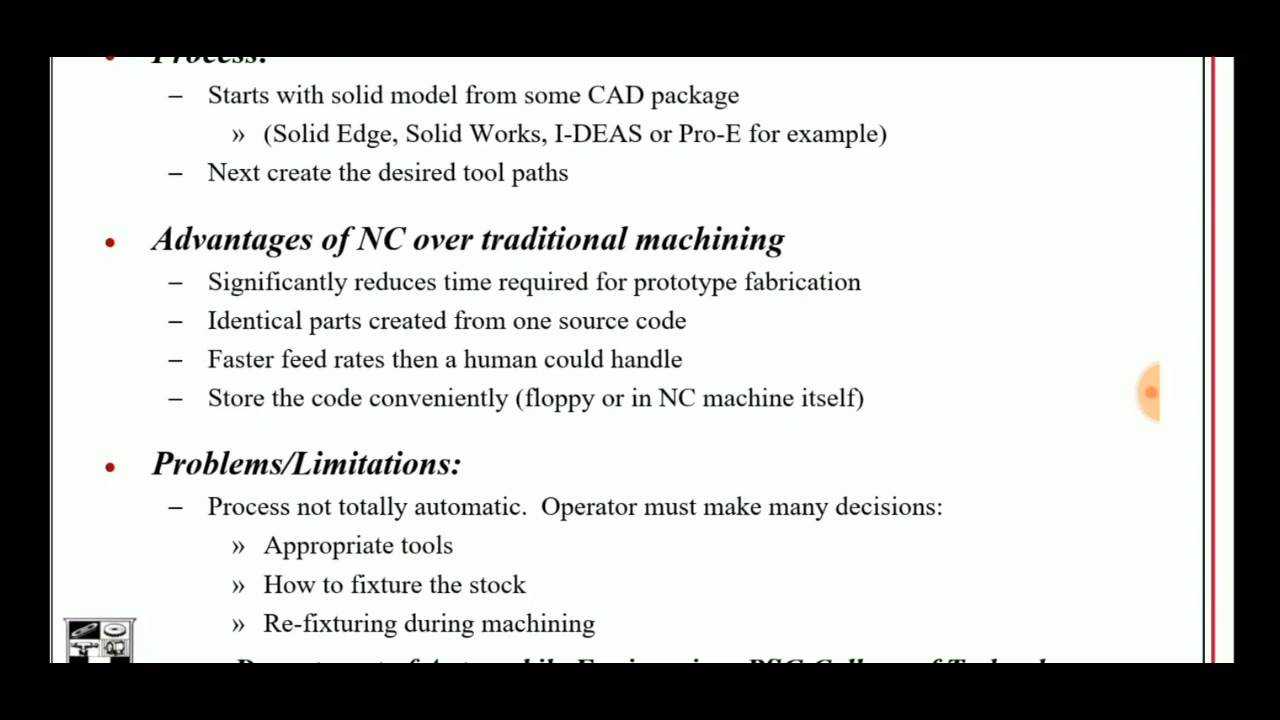 Process:
Starts with solid model from some CAD package
(Solid Edge, Solid Works, I-DEAS or Pro-E for example)
Next create the desired tool paths
Advantages of NC over traditional machining
Significantly reduces time required for prototype fabrication
Identical parts created from one source code
Faster feed rates then a human could handle
Store the code conveniently (floppy or in NC machine itself)
Problems/Limitations:
Process not totally automatic.  Operator must make many decisions:
Appropriate tools
How to fixture the stock
Re-fixturing during machining